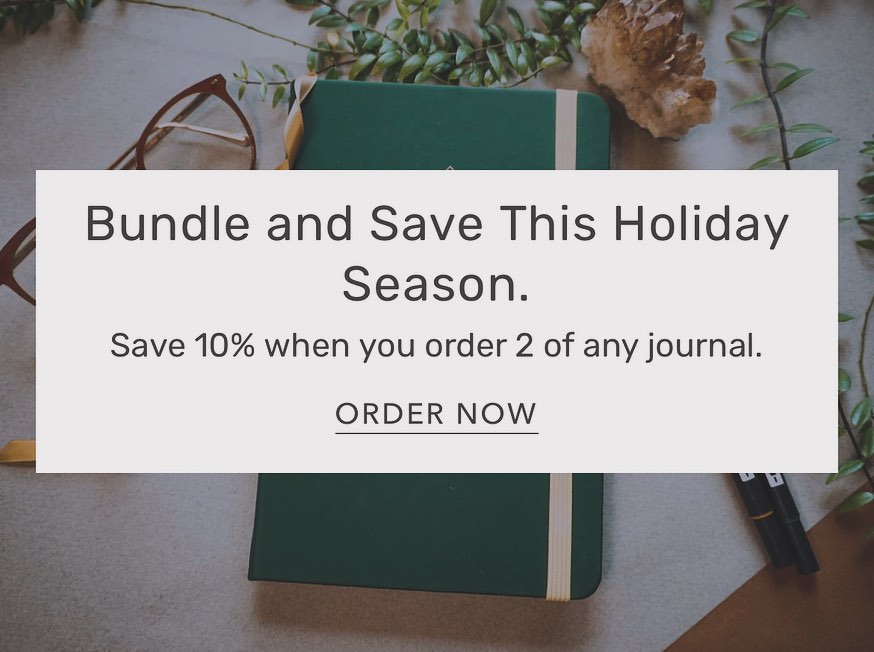 Bundle and Save This Holiday
Season.
Save 10% when you order 2 of any journal.
ORDER NOW